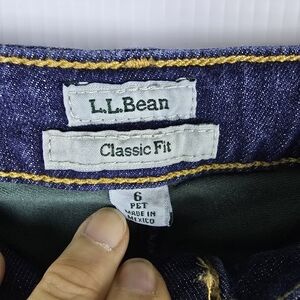 L.L.Bean
Classic Fit
6
PET
MADE IN
MEXICO